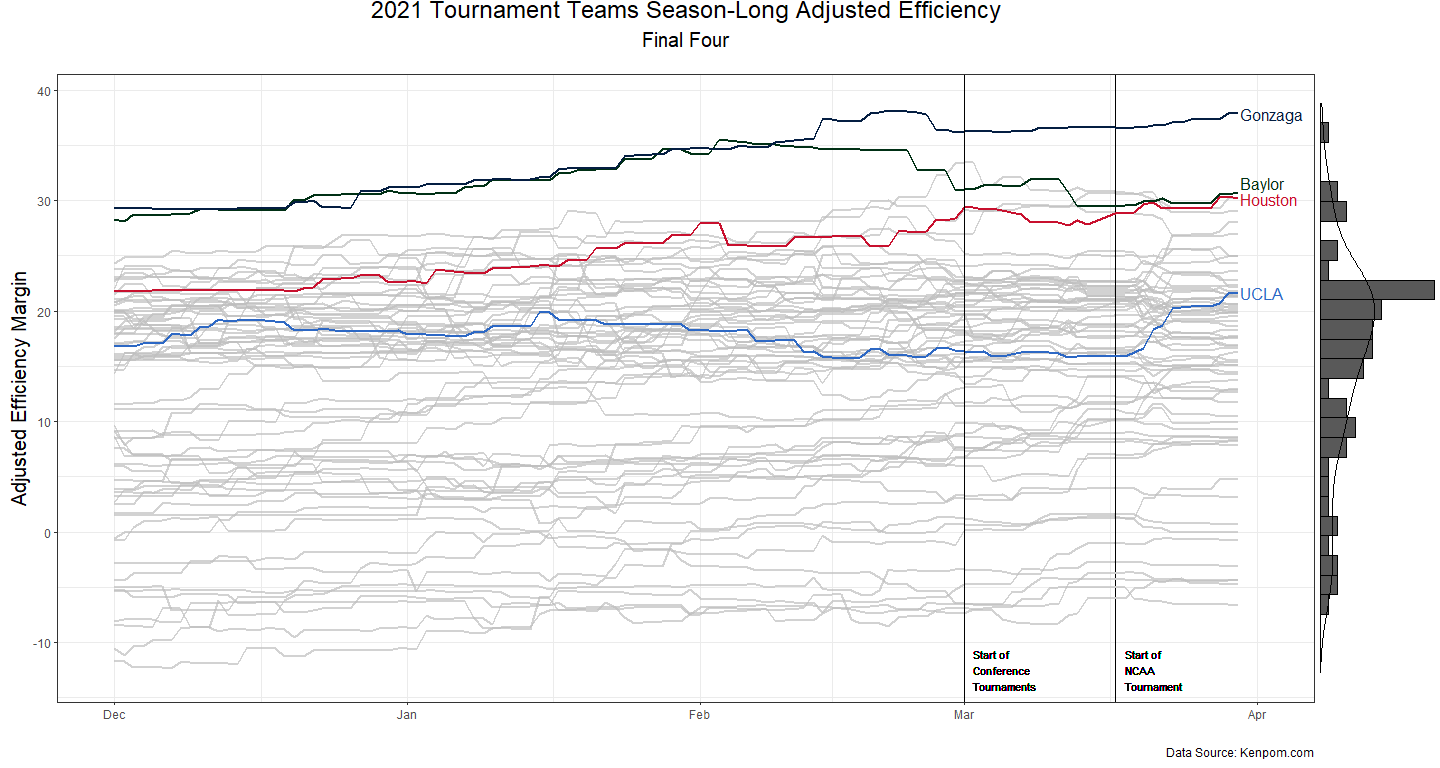 2021 Tournament Teams Season-Long Adjusted Efficiency
Final Four
Adjusted Efficiency Margin
40
30
20
10
0
-10
Gonzaga
Baylor
Houston
UCLA
Start of
Conference
Tournaments
Start of
NCAA
Tournament
Dec
Jan
Feb
Mar
Apr
Data Source: Kenpom.com